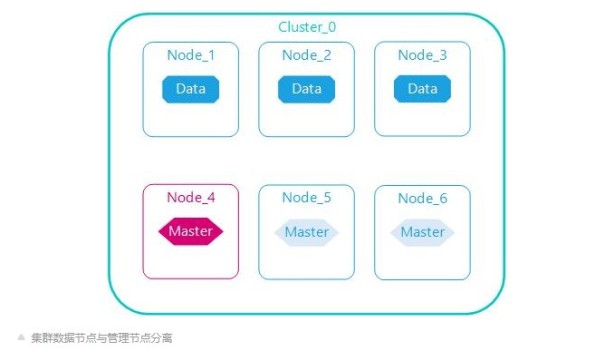 Cluster_0
Node_1 Node_2 Node_3
Data Data Data
Node_4 Node_5 Node_6
Master Master Master
集群数据节点与管理节点分离